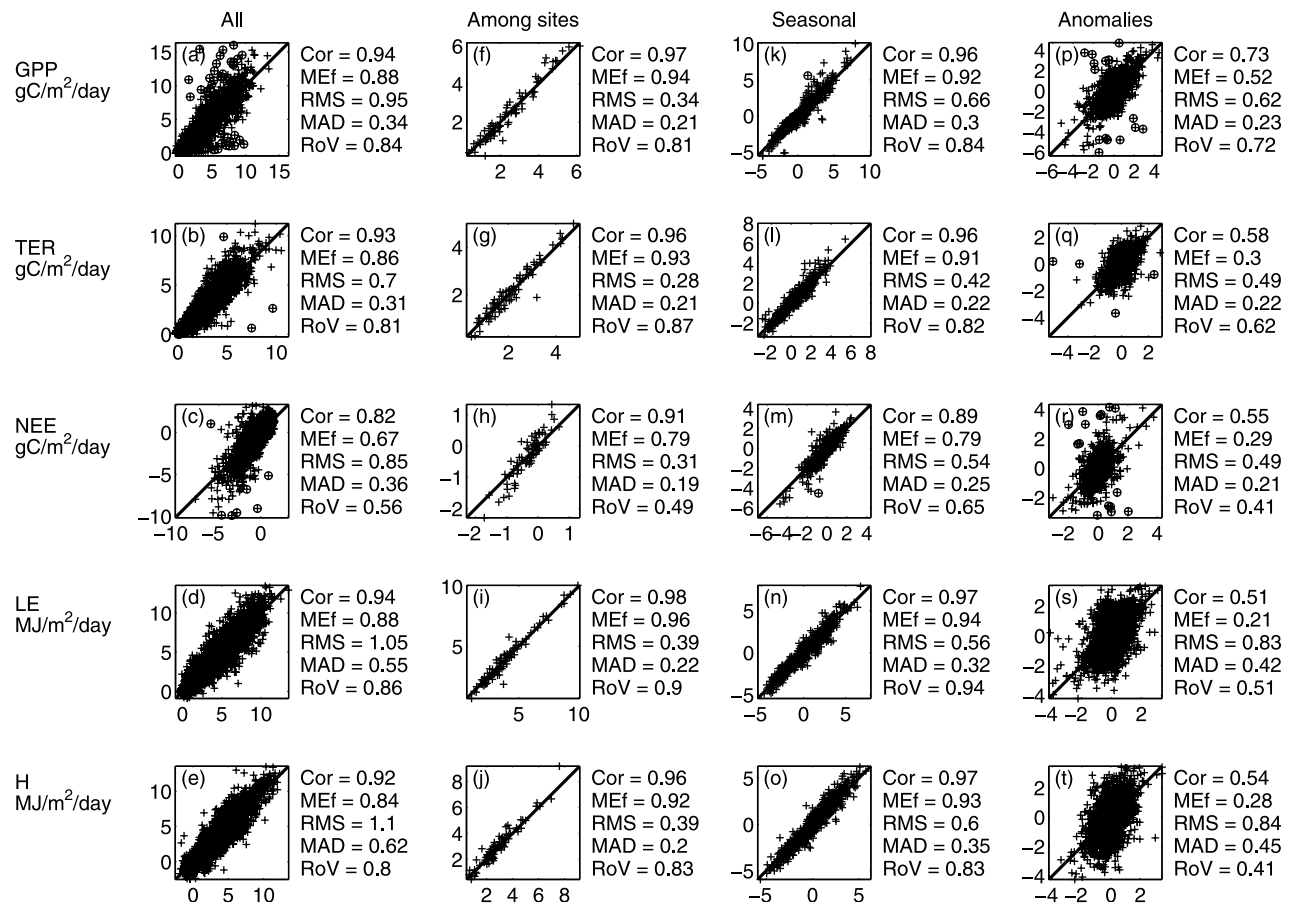 All Among sites Seasonal Anomalies
GPP
gC/m²/day
(a)
15
10
5
0
0 5 10 15
Cor = 0.94
MEf = 0.88
RMS = 0.95
MAD = 0.34
RoV = 0.84
(f)
6
4
2
2 4 6
Cor = 0.97
MEf = 0.94
RMS = 0.34
MAD = 0.21
RoV = 0.81
(k)
10
5
0
−5
−5 0 5 10
Cor = 0.96
MEf = 0.92
RMS = 0.66
MAD = 0.3
RoV = 0.84
(p)
4
2
0
−2
−4
−6
−6 −4 −2 0 2 4
Cor = 0.73
MEf = 0.52
RMS = 0.62
MAD = 0.23
RoV = 0.72
TER
gC/m²/day
(b)
10
5
0
0 5 10
Cor = 0.93
MEf = 0.86
RMS = 0.7
MAD = 0.31
RoV = 0.81
(g)
4
2
2 4
Cor = 0.96
MEf = 0.93
RMS = 0.28
MAD = 0.21
RoV = 0.87
(l)
8
6
4
2
0
−2
−2 0 2 4 6 8
Cor = 0.96
MEf = 0.91
RMS = 0.42
MAD = 0.22
RoV = 0.82
(q)
2
0
−2
−4
−4 −2 0 2
Cor = 0.58
MEf = 0.3
RMS = 0.49
MAD = 0.22
RoV = 0.62
NEE
gC/m²/day
(c)
0
−5
−10
−10 −5 0
Cor = 0.82
MEf = 0.67
RMS = 0.85
MAD = 0.36
RoV = 0.56
(h)
1
0
−1
−2
−2 −1 0 1
Cor = 0.91
MEf = 0.79
RMS = 0.31
MAD = 0.19
RoV = 0.49
(m)
4
2
0
−2
−4
−6
−6 −4 −2 0 2 4
Cor = 0.89
MEf = 0.79
RMS = 0.54
MAD = 0.25
RoV = 0.65
(r)
4
2
0
−2
−2 0 2 4
Cor = 0.55
MEf = 0.29
RMS = 0.49
MAD = 0.21
RoV = 0.41
LE
MJ/m²/day
(d)
10
5
0
0 5 10
Cor = 0.94
MEf = 0.88
RMS = 1.05
MAD = 0.55
RoV = 0.86
(i)
10
5
5 10
Cor = 0.98
MEf = 0.96
RMS = 0.39
MAD = 0.22
RoV = 0.9
(n)
5
0
−5
−5 0 5
Cor = 0.97
MEf = 0.94
RMS = 0.56
MAD = 0.32
RoV = 0.94
(s)
2
0
−2
−4
−4 −2 0 2
Cor = 0.51
MEf = 0.21
RMS = 0.83
MAD = 0.42
RoV = 0.51
H
MJ/m²/day
(e)
10
5
0
0 5 10
Cor = 0.92
MEf = 0.84
RMS = 1.1
MAD = 0.62
RoV = 0.8
(j)
8
6
4
2
2 4 6 8
Cor = 0.96
MEf = 0.92
RMS = 0.39
MAD = 0.2
RoV = 0.83
(o)
5
0
−5
−5 0 5
Cor = 0.97
MEf = 0.93
RMS = 0.6
MAD = 0.35
RoV = 0.83
(t)
2
0
−2
−4
−4 −2 0 2
Cor = 0.54
MEf = 0.28
RMS = 0.84
MAD = 0.45
RoV = 0.41